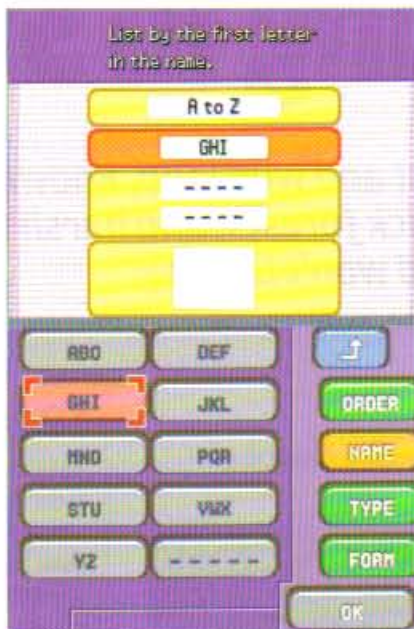 List by the first letter
in the name.
A to Z
GHI
----
----
ABC DEF
GHI JKL ORDER
MNO PQR NAME
STU VWX TYPE
YZ ----- FORM
OK